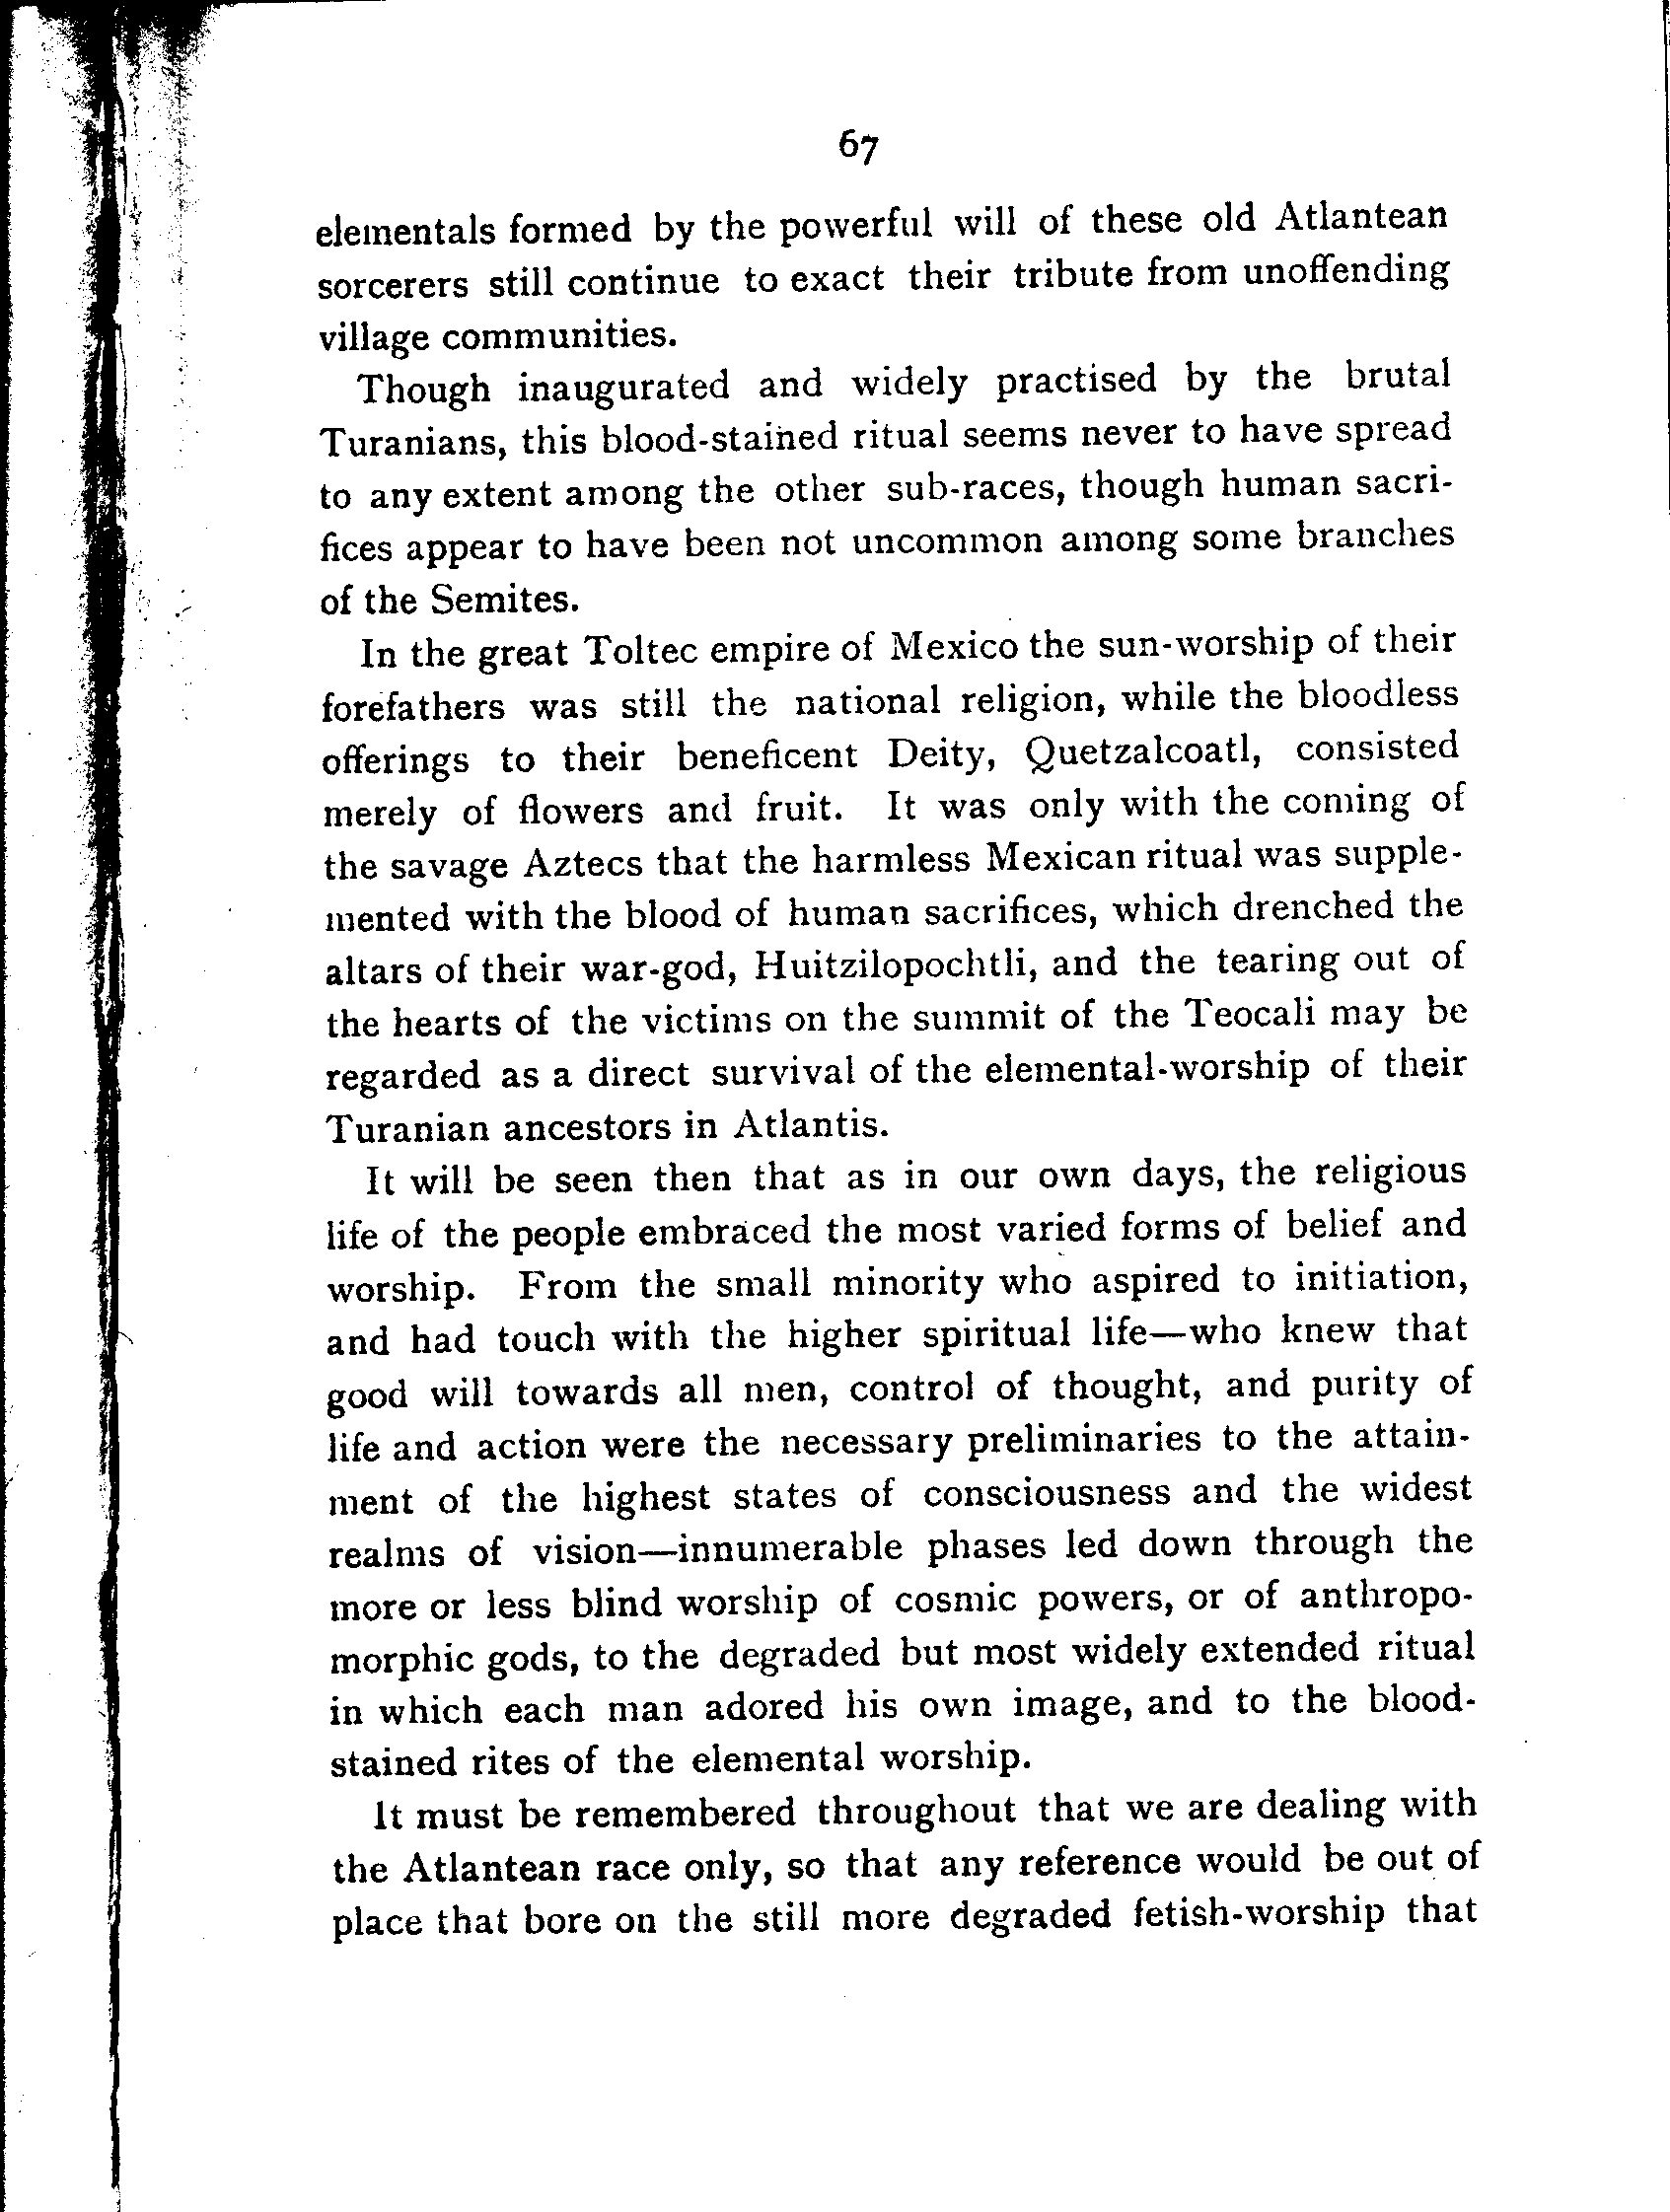 67
elementals formed by the powerful will of these old Atlantean
sorcerers still continue to exact their tribute from unoffending
village communities.
Though inaugurated and widely practised by the brutal
Turanians, this blood-stained ritual seems never to have spread
to any extent among the other sub-races, though human sacri-
fices appear to have been not uncommon among some branches
of the Semites.
In the great Toltec empire of Mexico the sun-worship of their
forefathers was still the national religion, while the bloodless
offerings to their beneficent Deity, Quetzalcoatl, consisted
merely of flowers and fruit. It was only with the coming of
the savage Aztecs that the harmless Mexican ritual was supple-
mented with the blood of human sacrifices, which drenched the
altars of their war-god, Huitzilopochtli, and the tearing out of
the hearts of the victims on the summit of the Teocali may be
regarded as a direct survival of the elemental-worship of their
Turanian ancestors in Atlantis.
It will be seen then that as in our own days, the religious
life of the people embraced the most varied forms of belief and
worship. From the small minority who aspired to initiation,
and had touch with the higher spiritual life—who knew that
good will towards all men, control of thought, and purity of
life and action were the necessary preliminaries to the attain-
ment of the highest states of consciousness and the widest
realms of vision—innumerable phases led down through the
more or less blind worship of cosmic powers, or of anthropo-
morphic gods, to the degraded but most widely extended ritual
in which each man adored his own image, and to the blood-
stained rites of the elemental worship.
It must be remembered throughout that we are dealing with
the Atlantean race only, so that any reference would be out of
place that bore on the still more degraded fetish-worship that